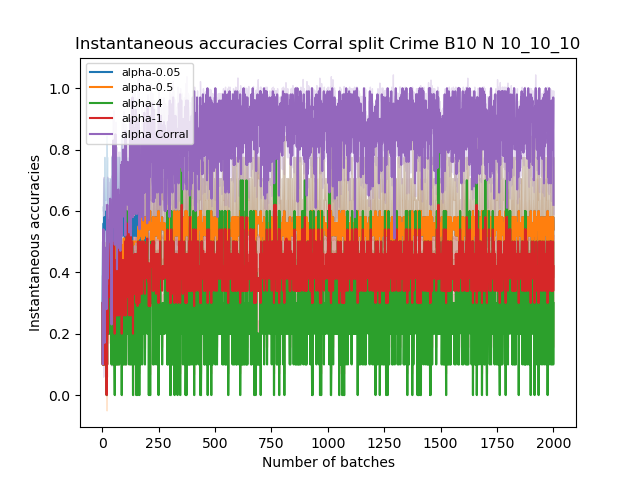 Instantaneous accuracies Corral split Crime B10 N 10_10_10
alpha-0.05
alpha-0.5
alpha-4
alpha-1
alpha Corral
Instantaneous accuracies
1.0
0.8
0.6
0.4
0.2
0.0
0 250 500 750 1000 1250 1500 1750 2000
Number of batches